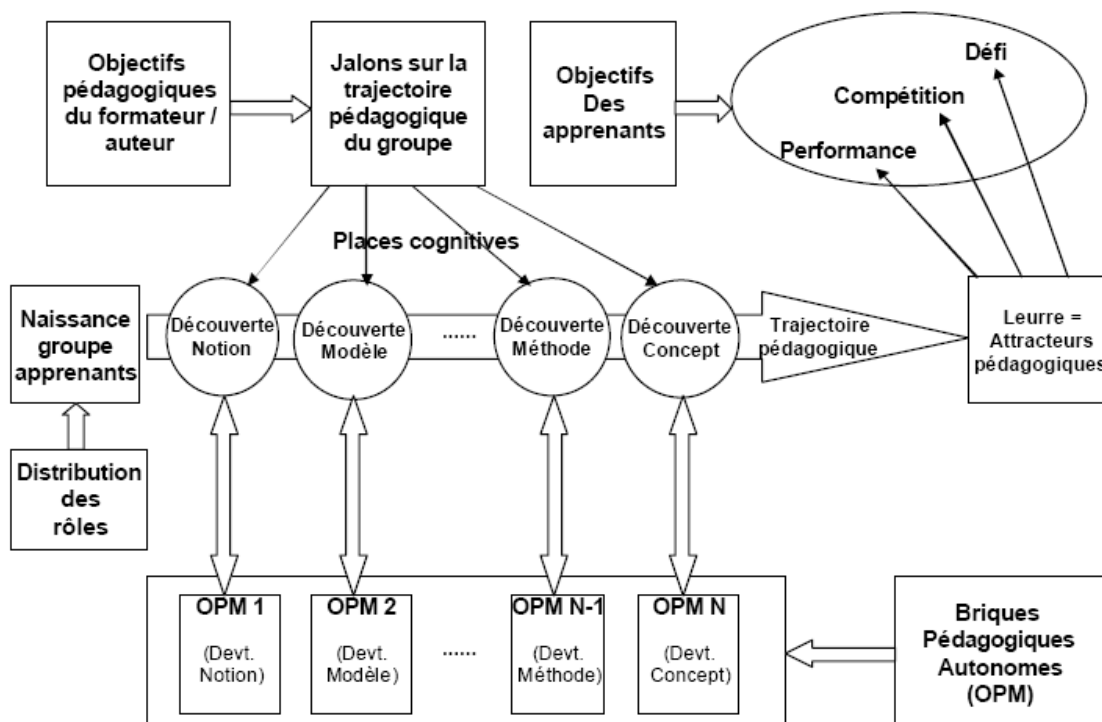 Objectifs
pédagogiques
du formateur /
auteur
Jalons sur la
trajectoire
pédagogique
du groupe
Objectifs
Des
apprenants
Défi
Compétition
Performance
Places cognitives
Naissance
groupe
apprenants
Découverte
Notion
Découverte
Modèle
......
Découverte
Méthode
Découverte
Concept
Trajectoire
pédagogique
Leurre =
Attracteurs
pédagogiques
Distribution
des
rôles
OPM 1
(Devt.
Notion)
OPM 2
(Devt.
Modèle)
......
OPM N-1
(Devt.
Méthode)
OPM N
(Devt.
Concept)
Briques
Pédagogiques
Autonomes
(OPM)